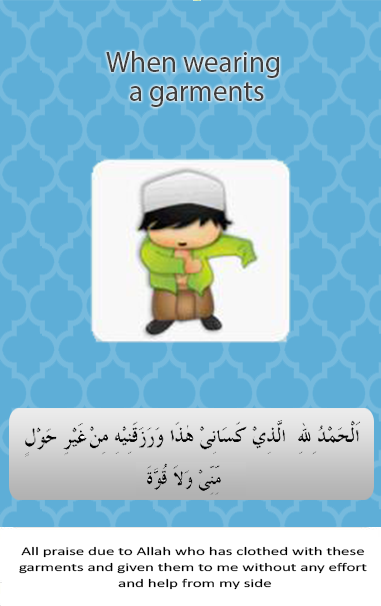 When wearing
a garments
اَلْحَمْدُ لِلّٰهِ الَّذِيْ كَسَانِيْ هٰذَا وَرَزَقَنِيْهِ مِنْ غَيْرِ حَوْلٍ
مِّنِّيْ وَلَا قُوَّةَ
All praise due to Allah who has clothed with these
garments and given them to me without any effort
and help from my side